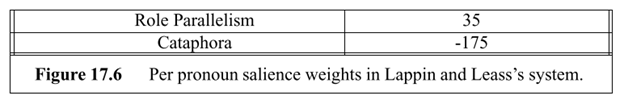 Role Parallelism 35
Cataphora -175
Figure 17.6 Per pronoun salience weights in Lappin and Leass's system.